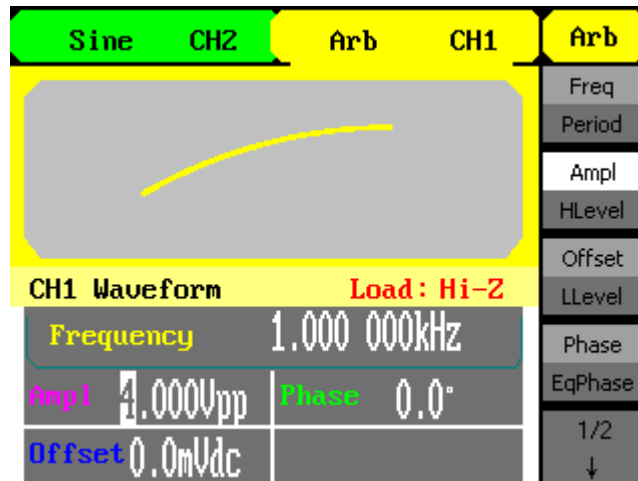 Sine CH2 Arb CH1 Arb
Freq
Period
Ampl
HLevel
Offset
LLevel
Phase
EqPhase
1/2
↓
CH1 Waveform Load: Hi-Z
Frequency 1.000 000kHz
Ampl 4.000Vpp Phase 0.0°
Offset 0.0mVdc